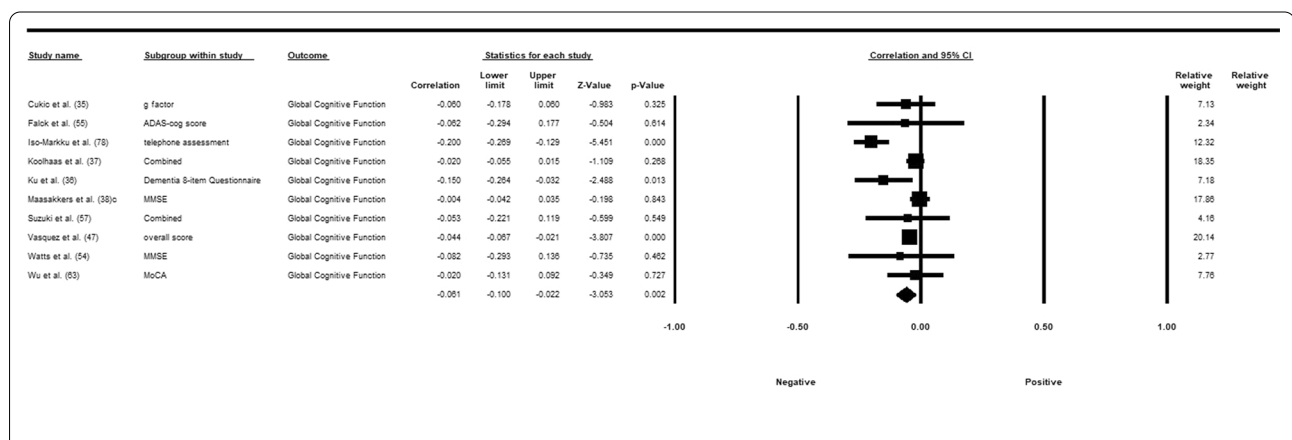 Study name Subgroup within study Outcome Statistics for each study Correlation and 95% CI
Correlation Lower limit Upper limit Z-Value p-Value Relative weight Relative weight
Cukic et al. (35) g factor Global Cognitive Function -0.060 -0.178 0.060 -0.983 0.325 7.13
Falck et al. (55) ADAS-cog score Global Cognitive Function -0.062 -0.294 0.177 -0.504 0.614 2.34
Iso-Markku et al. (78) telephone assessment Global Cognitive Function -0.200 -0.269 -0.129 -5.451 0.000 12.32
Koolhaas et al. (37) Combined Global Cognitive Function -0.020 -0.055 0.015 -1.109 0.268 18.35
Ku et al. (36) Dementia 8-item Questionnaire Global Cognitive Function -0.150 -0.264 -0.032 -2.488 0.013 7.18
Maasakkers et al. (38)c MMSE Global Cognitive Function -0.004 -0.042 0.035 -0.198 0.843 17.86
Suzuki et al. (57) Combined Global Cognitive Function -0.053 -0.221 0.119 -0.599 0.549 4.16
Vasquez et al. (47) overall score Global Cognitive Function -0.044 -0.067 -0.021 -3.807 0.000 20.14
Watts et al. (54) MMSE Global Cognitive Function -0.082 -0.293 0.136 -0.735 0.462 2.77
Wu et al. (63) MoCA Global Cognitive Function -0.020 -0.131 0.092 -0.349 0.727 7.76
-0.061 -0.100 -0.022 -3.053 0.002
-1.00 -0.50 0.00 0.50 1.00
Negative Positive